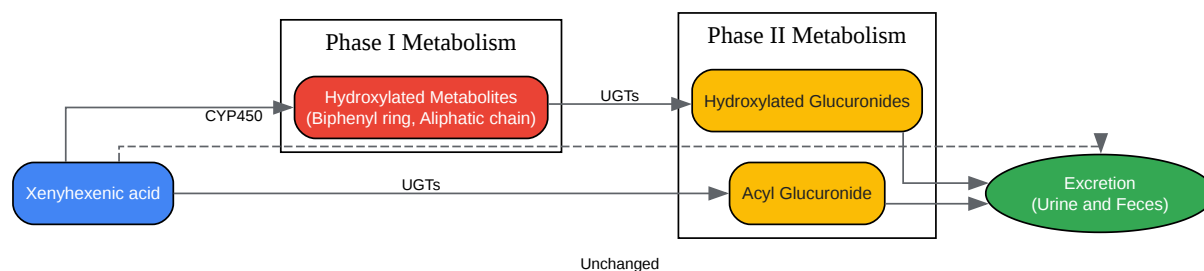 Phase I Metabolism
Phase II Metabolism
Hydroxylated Metabolites
(Biphenyl ring, Aliphatic chain)
UGTs
Hydroxylated Glucuronides
CYP450
Xenyhexenic acid
UGTs
Acyl Glucuronide
Excretion
(Urine and Feces)
Unchanged